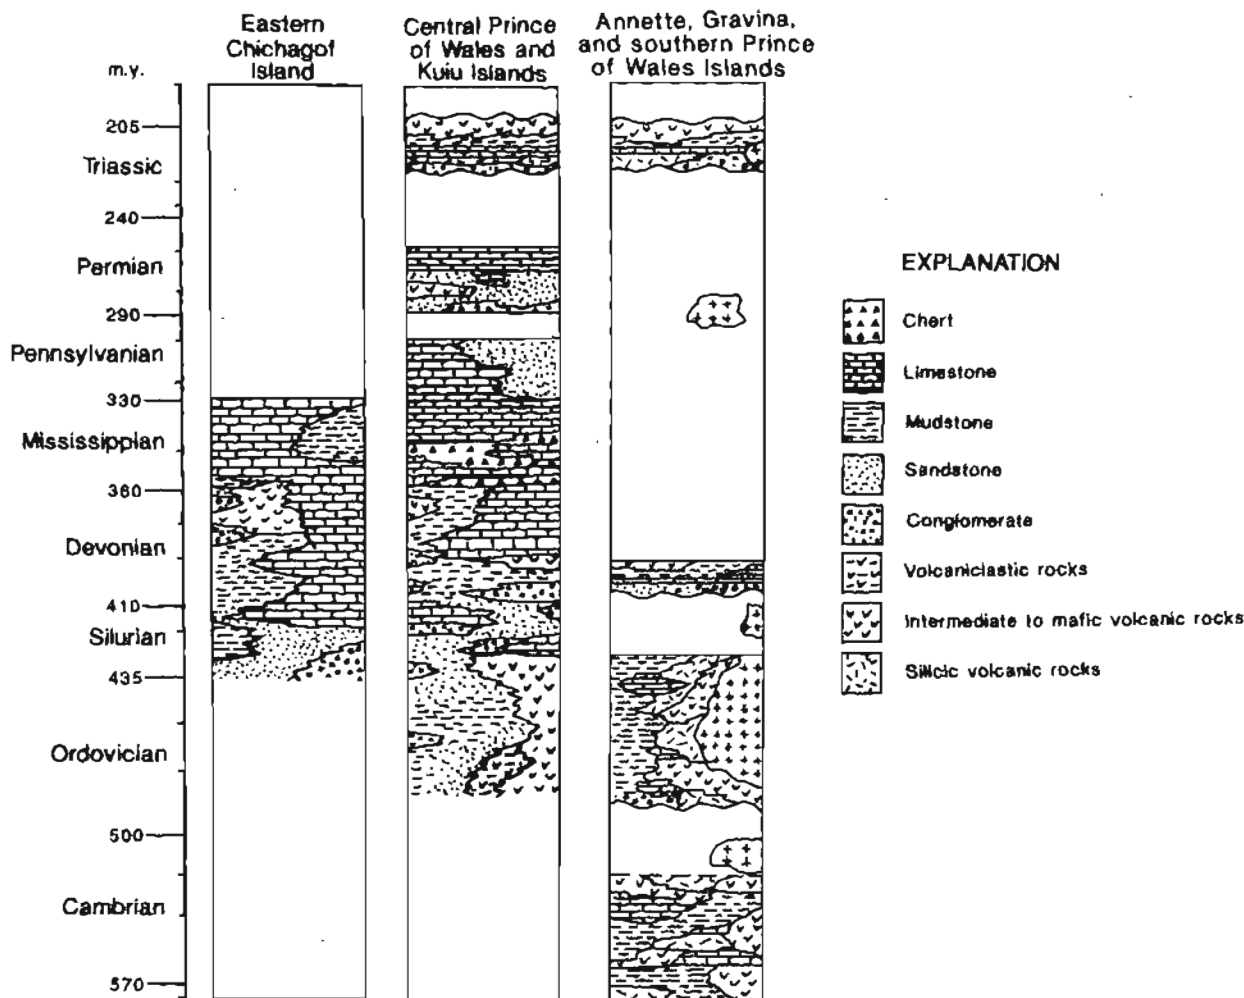 Eastern
Chichagof
Island
Central Prince
of Wales and
Kuiu Islands
Annette, Gravina,
and southern Prince
of Wales Islands
m.y.
205
Triassic
240
Permian
290
Pennsylvanian
330
Mississippian
360
Devonian
410
Silurian
435
Ordovician
500
Cambrian
570
EXPLANATION
Chert
Limestone
Mudstone
Sandstone
Conglomerate
Volcaniclastic rocks
Intermediate to mafic volcanic rocks
Silicic volcanic rocks